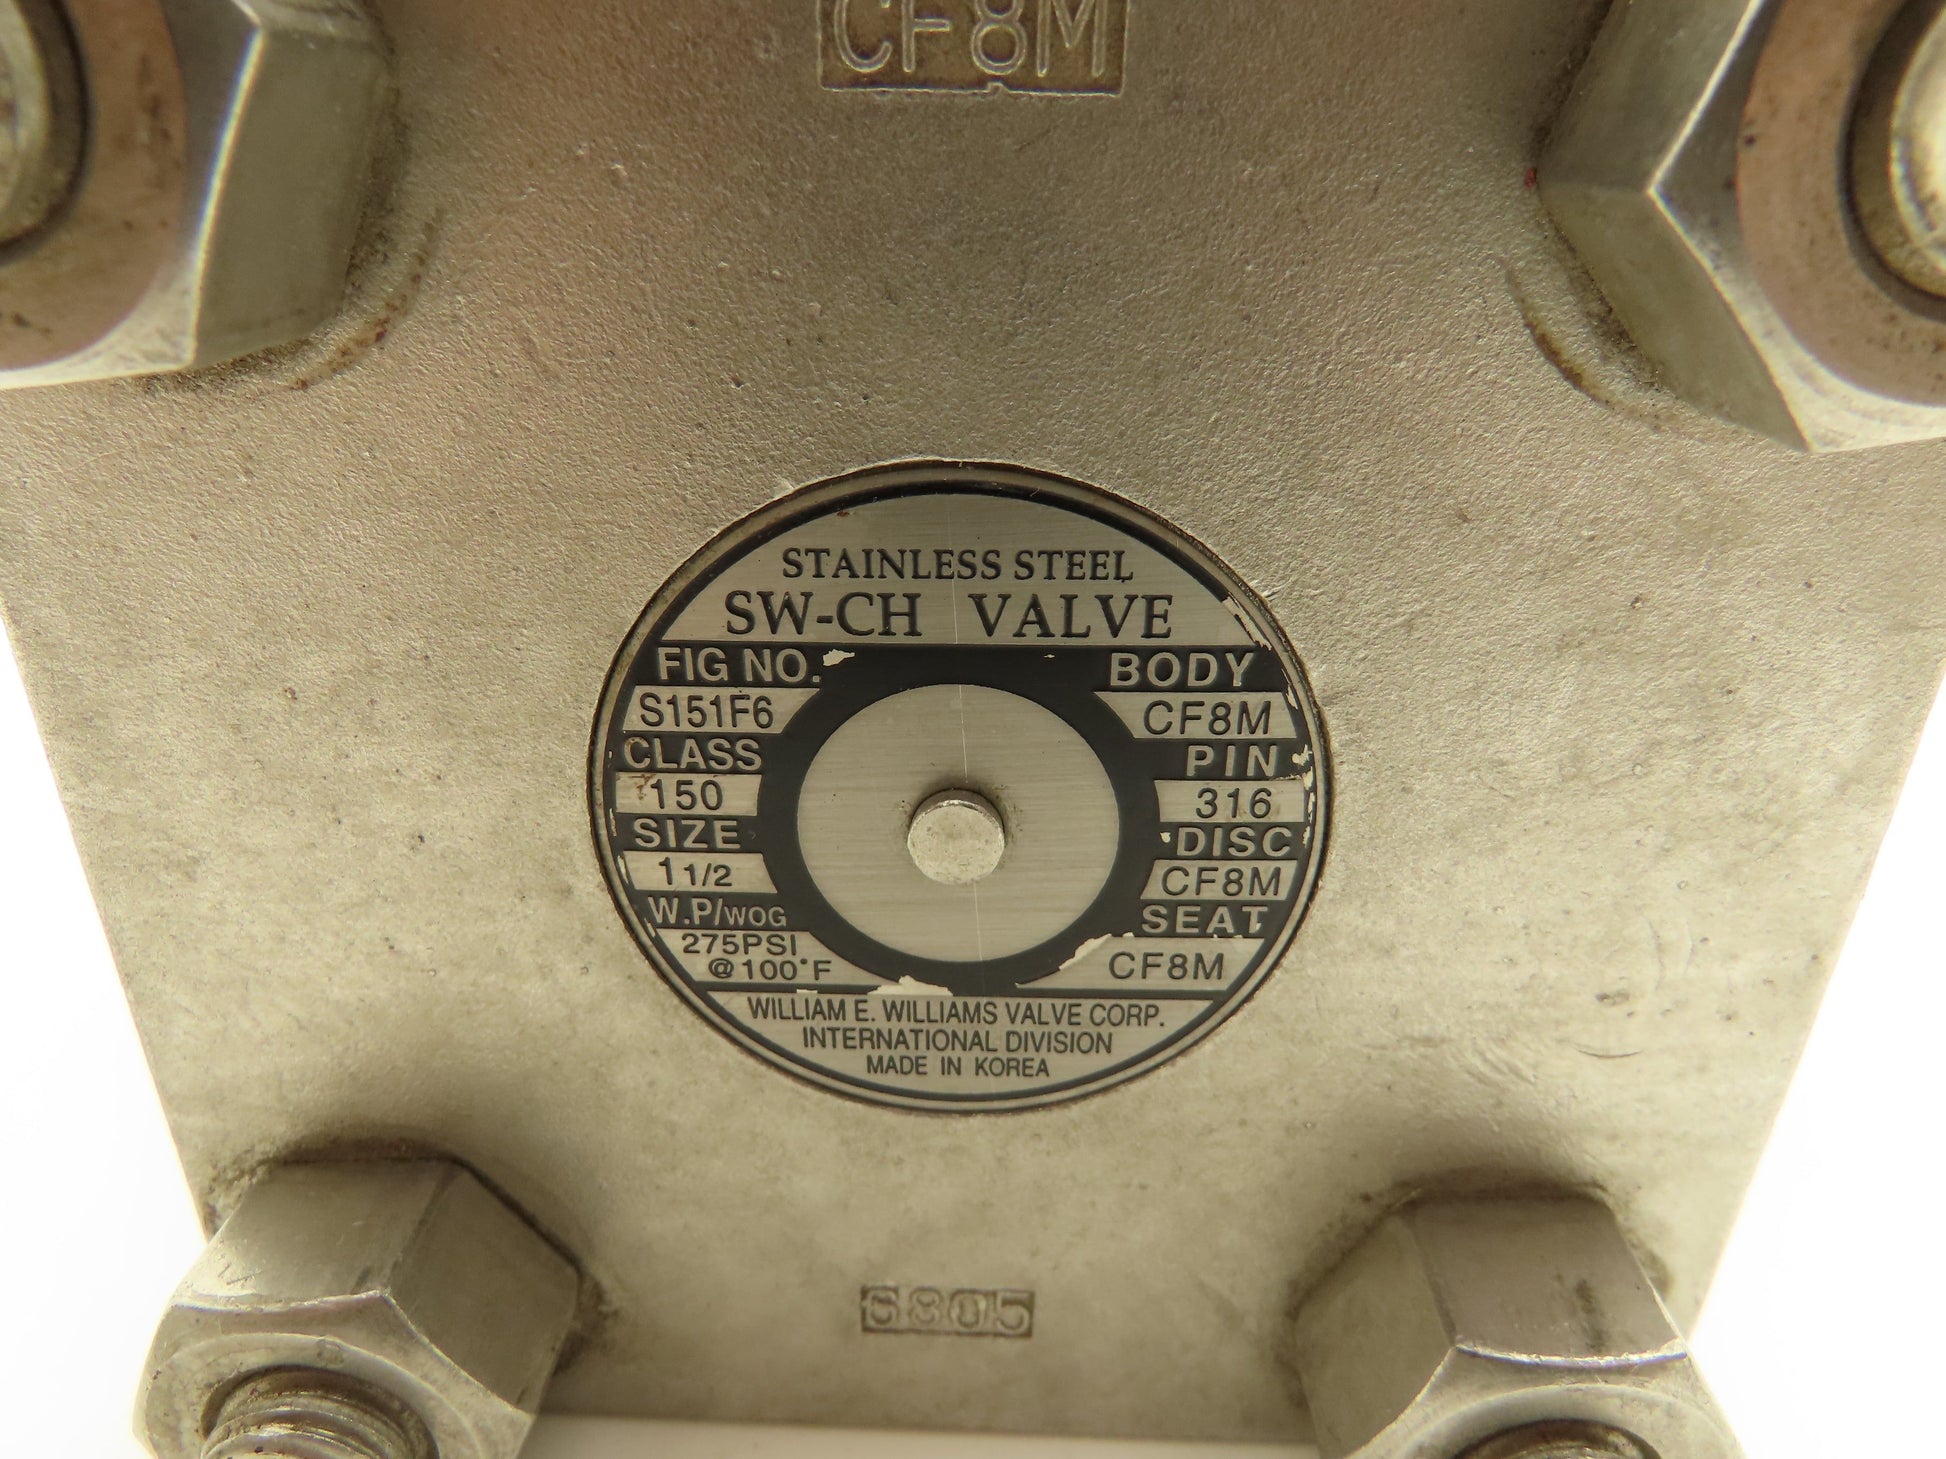 CF8M
STAINLESS STEEL
SW-CH VALVE
FIG NO. BODY
S151F6 CF8M
CLASS PIN
150 316
SIZE DISC
1 1/2 CF8M
W.P/WOG SEAT
275PSI
@100°F CF8M
WILLIAM E. WILLIAMS VALVE CORP.
INTERNATIONAL DIVISION
MADE IN KOREA
6805